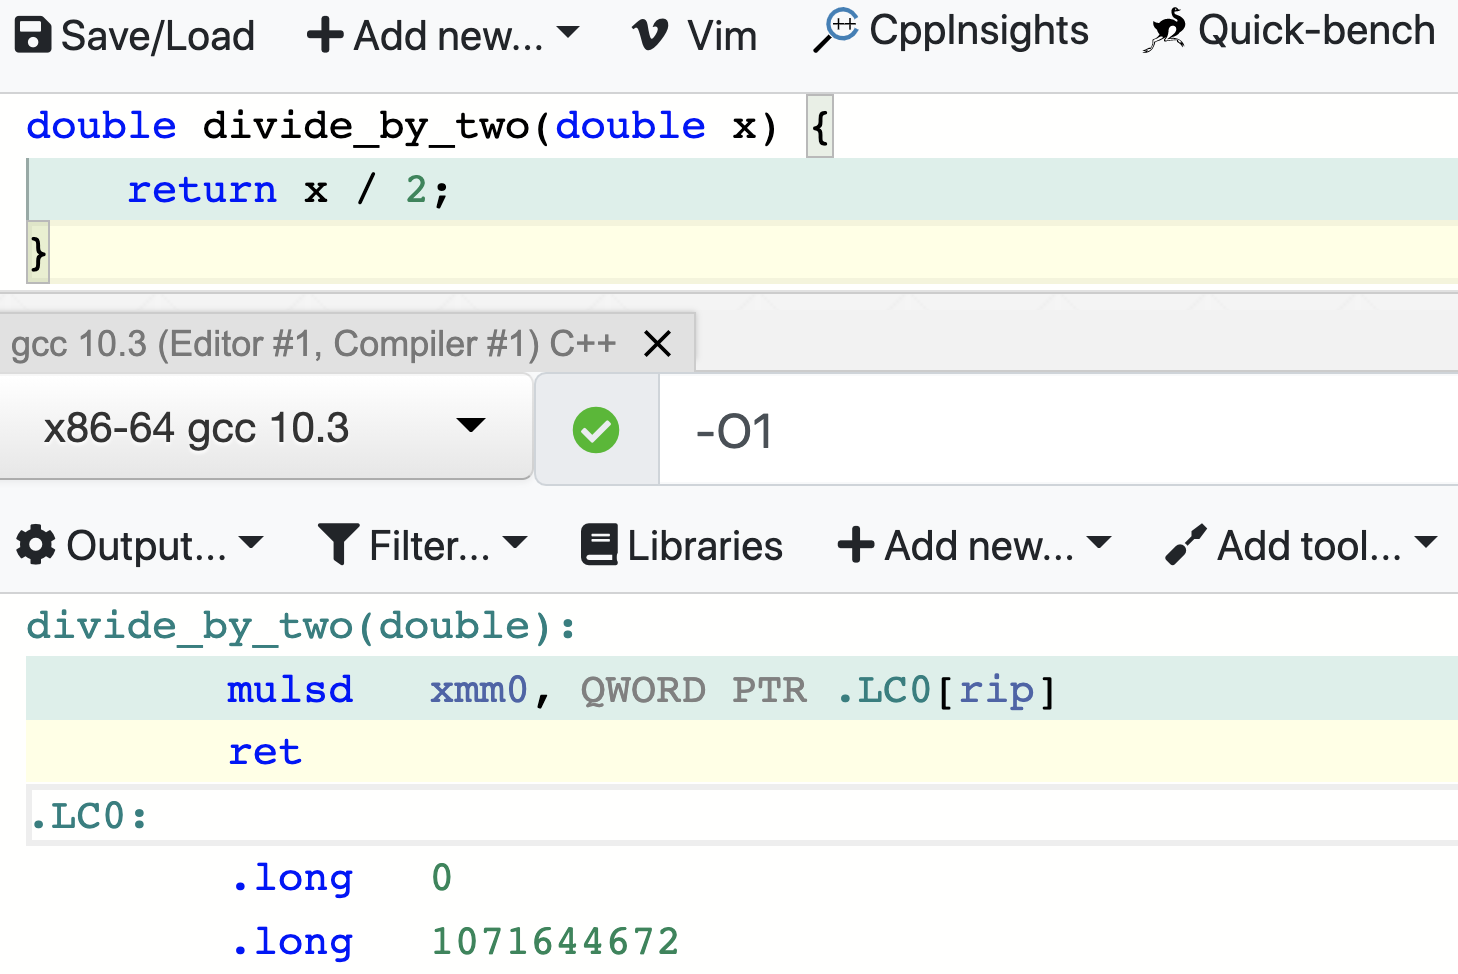 Save/Load Add new... Vim CppInsights Quick-bench
double divide_by_two(double x) {
return x / 2;
}
gcc 10.3 (Editor #1, Compiler #1) C++
x86-64 gcc 10.3 -O1
Output... Filter... Libraries Add new... Add tool...
divide_by_two(double):
mulsd xmm0, QWORD PTR .LC0[rip]
ret
.LC0:
.long 0
.long 1071644672